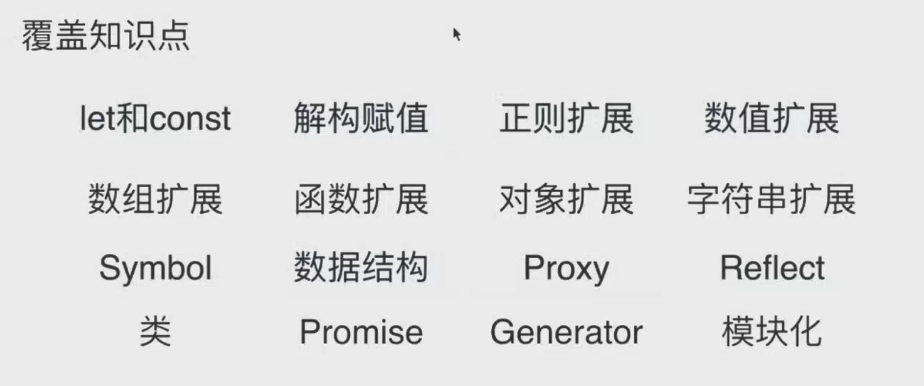 覆盖知识点
let和const 解构赋值 正则扩展 数值扩展
数组扩展 函数扩展 对象扩展 字符串扩展
Symbol 数据结构 Proxy Reflect
类 Promise Generator 模块化